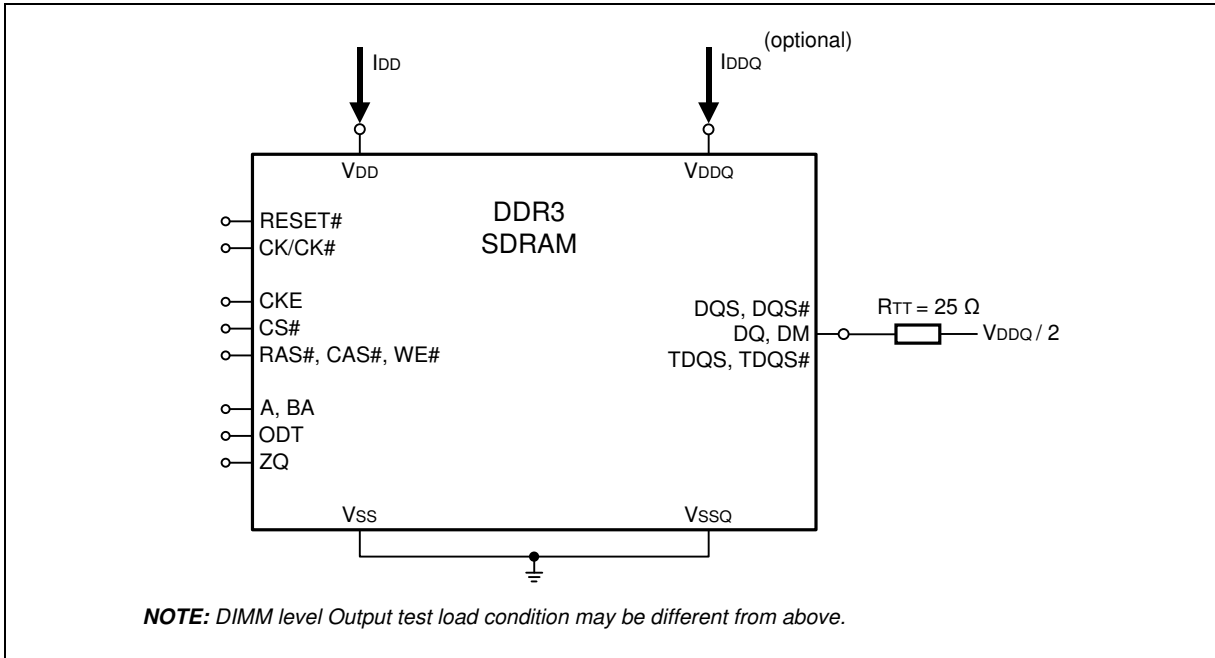 (optional)
IDD
IDDQ
VDD
VDDQ
DDR3
SDRAM
RESET#
CK/CK#
CKE
CS#
RAS#, CAS#, WE#
A, BA
ODT
ZQ
DQS, DQS#
DQ, DM
TDQS, TDQS#
RTT = 25 Ω
VDDQ / 2
VSS
VSSQ
NOTE: DIMM level Output test load condition may be different from above.